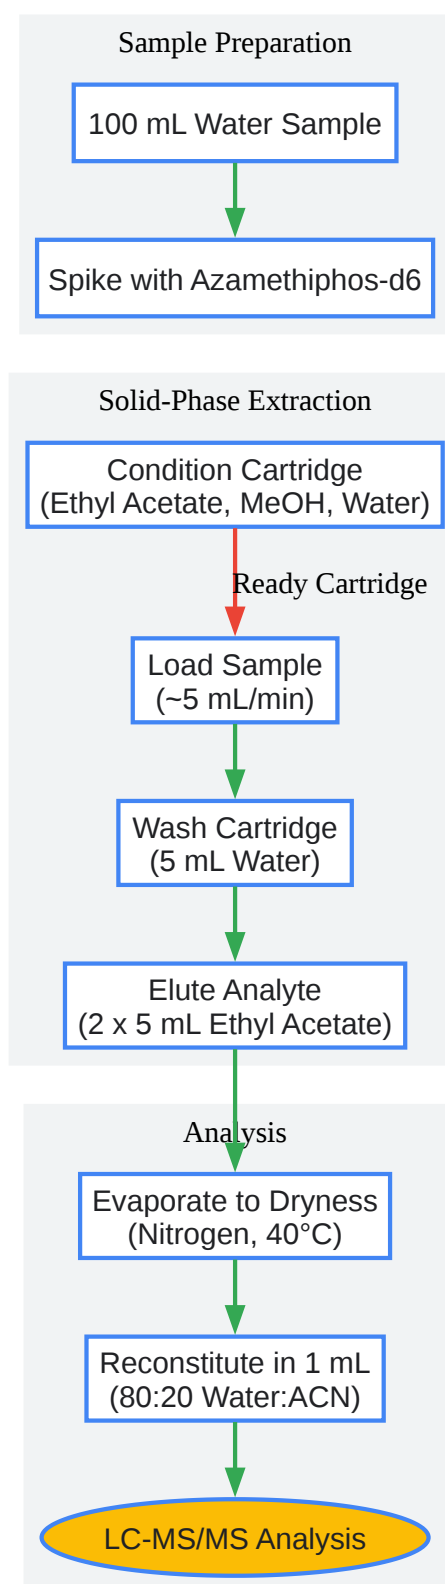 Sample Preparation
100 mL Water Sample
Spike with Azamethiphos-d6
Solid-Phase Extraction
Condition Cartridge
(Ethyl Acetate, MeOH, Water)
Ready Cartridge
Load Sample
(~5 mL/min)
Wash Cartridge
(5 mL Water)
Elute Analyte
(2 x 5 mL Ethyl Acetate)
Analysis
Evaporate to Dryness
(Nitrogen, 40°C)
Reconstitute in 1 mL
(80:20 Water:ACN)
LC-MS/MS Analysis